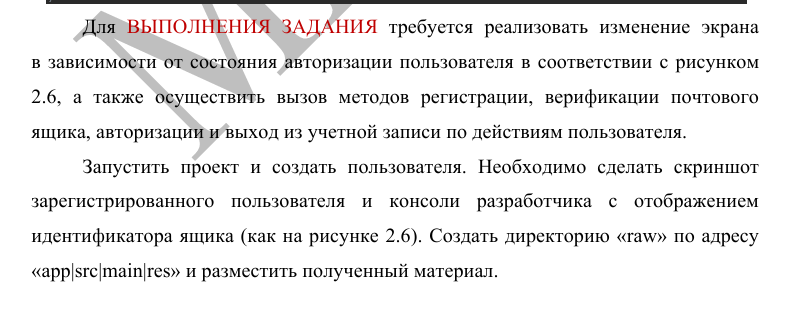 Для ВЫПОЛНЕНИЯ ЗАДАНИЯ требуется реализовать изменение экрана
в зависимости от состояния авторизации пользователя в соответствии с рисунком
2.6, а также осуществить вызов методов регистрации, верификации почтового
ящика, авторизации и выход из учетной записи по действиям пользователя.
Запустить проект и создать пользователя. Необходимо сделать скриншот
зарегистрированного пользователя и консоли разработчика с отображением
идентификатора ящика (как на рисунке 2.6). Создать директорию «raw» по адресу
«app|src|main|res» и разместить полученный материал.